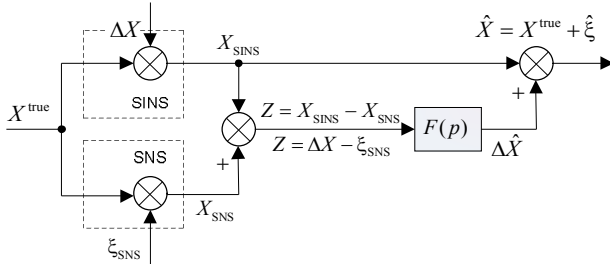 ΔX
X_SINS
X̂ = X^true + ξ̂
SINS
X^true
+
Z = X_SINS − X_SNS
Z = ΔX − ξ_SNS
F(p)
SNS
+
ΔX̂
X_SNS
ξ_SNS